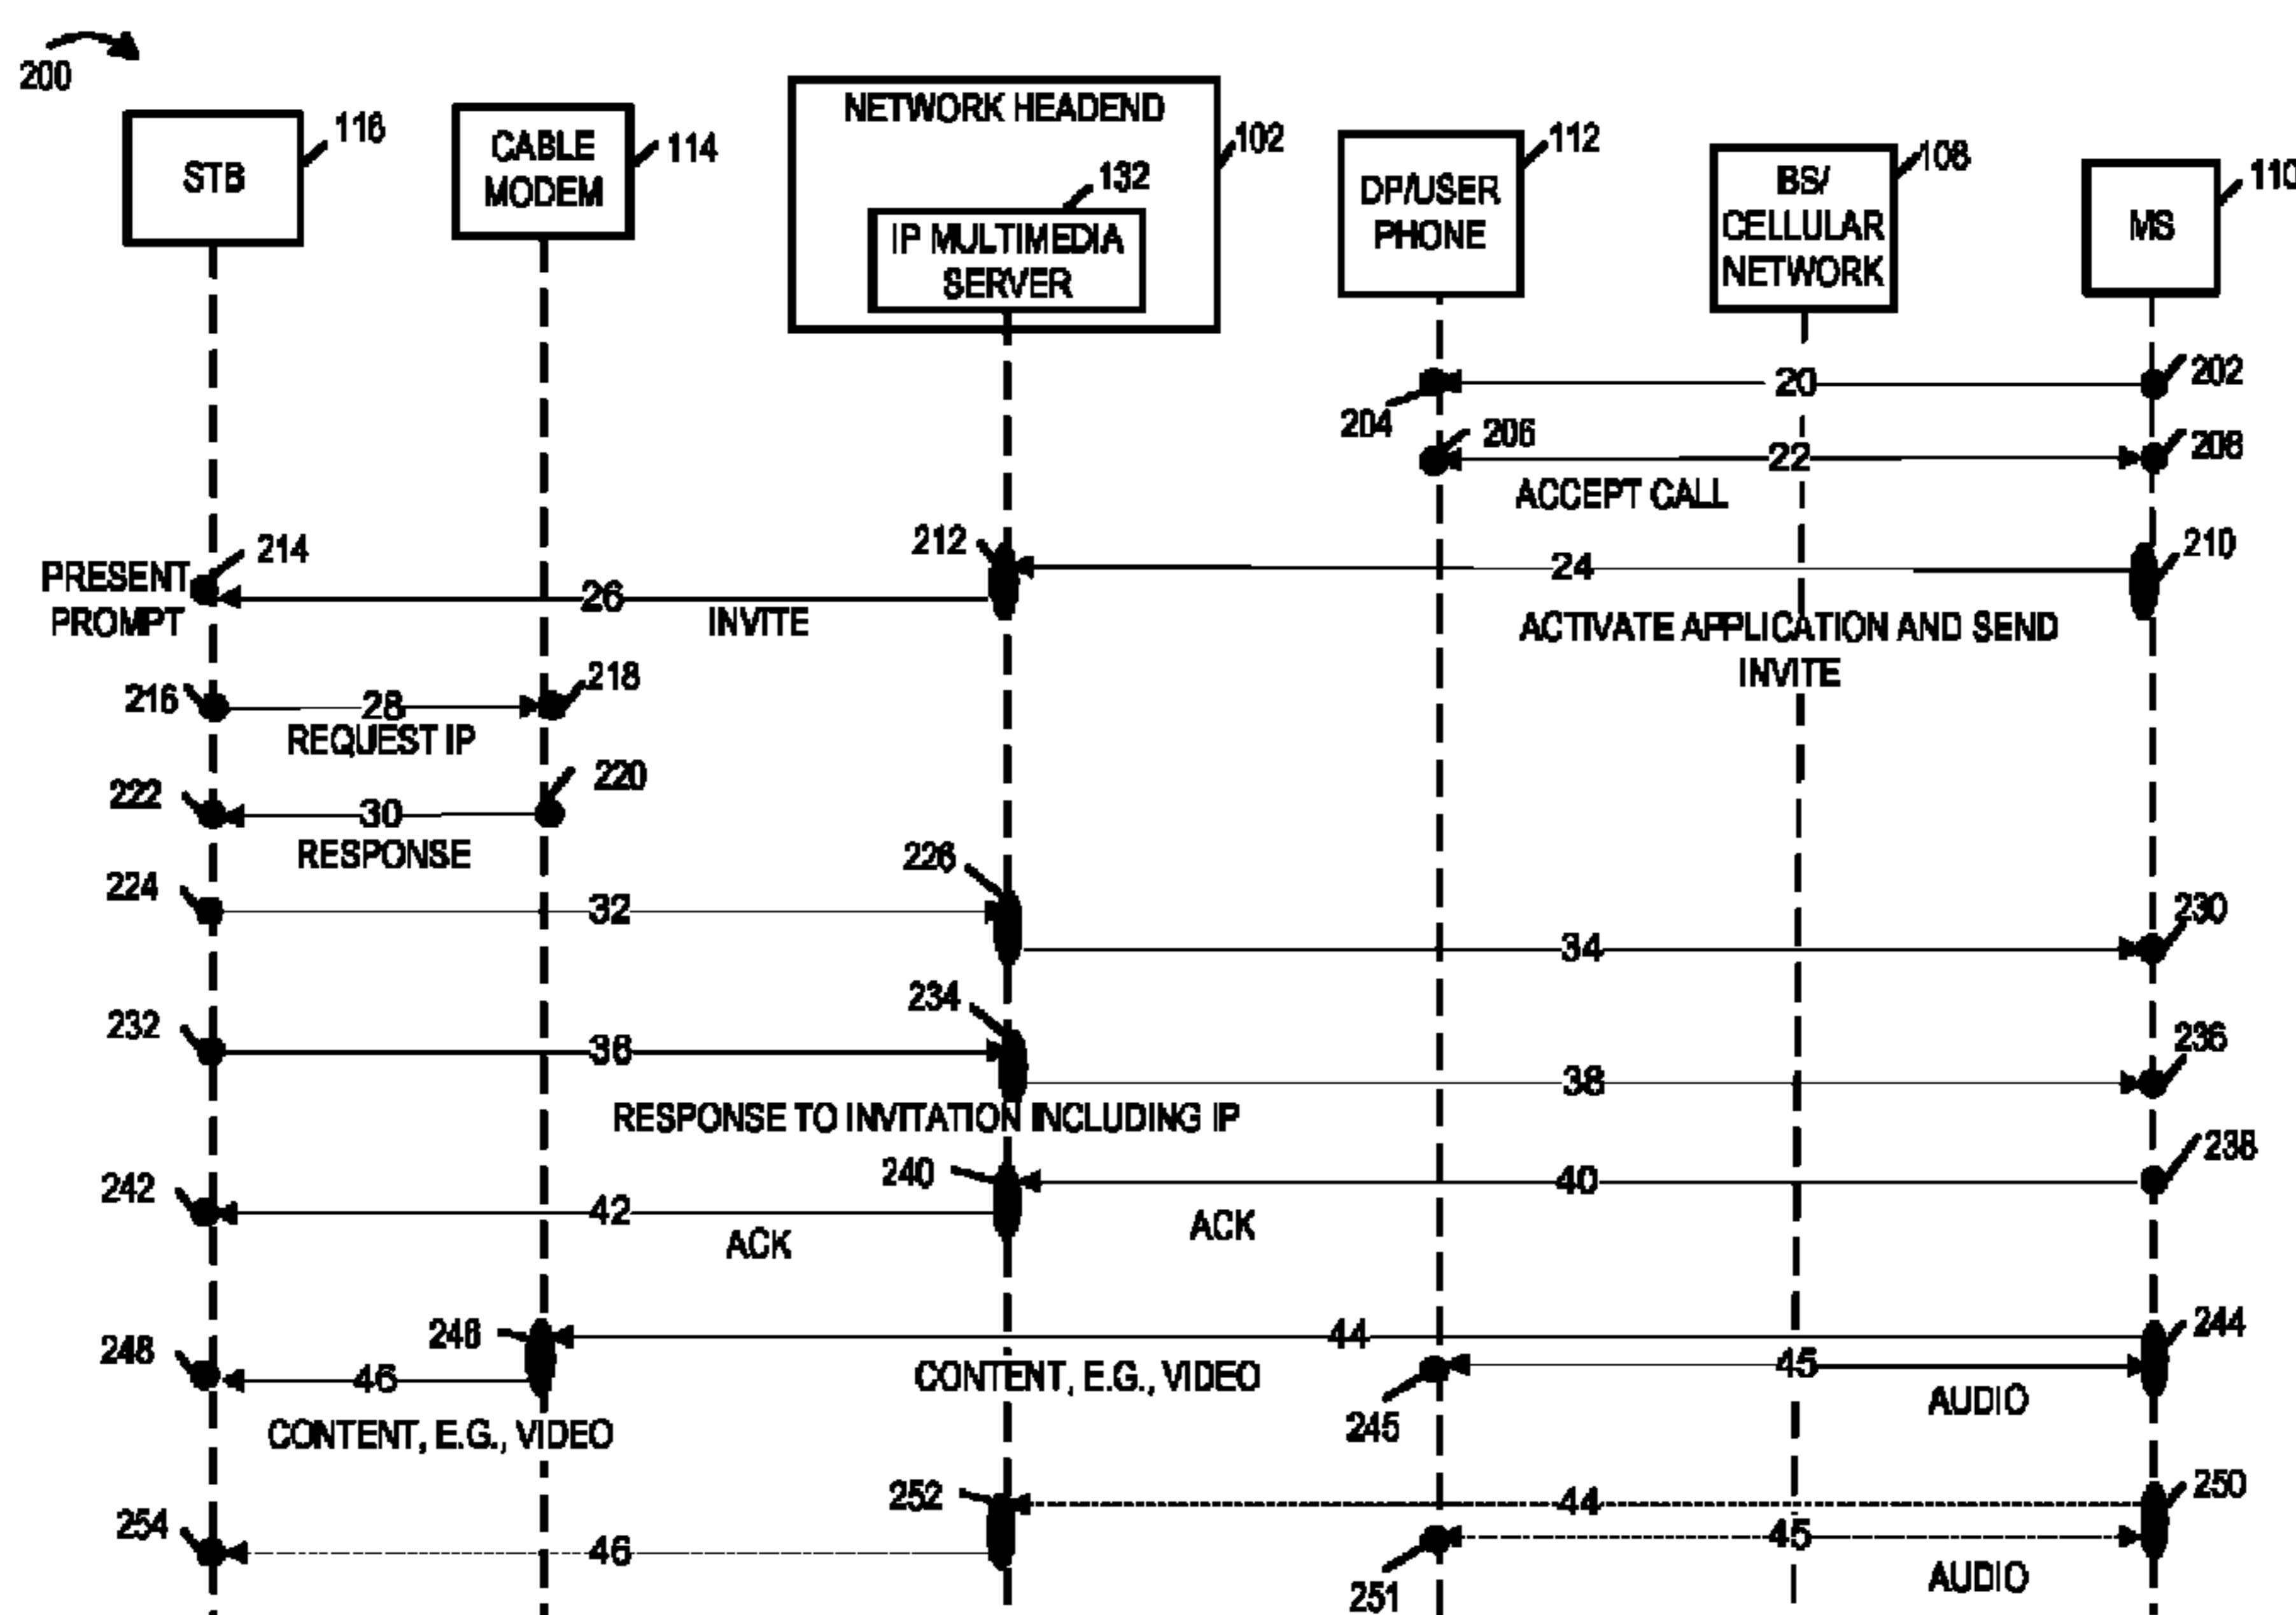 200
STB
116
CABLE
MODEM
114
NETWORK HEADEND
102
132
IP MULTIMEDIA
SERVER
DP/USER
PHONE
112
BS/
CELLULAR
NETWORK
108
MS
110
20
202
204
206
22
208
ACCEPT CALL
PRESENT
PROMPT
214
26
INVITE
212
24
210
ACTIVATE APPLICATION AND SEND
INVITE
216
28
218
REQUEST IP
222
30
220
RESPONSE
224
32
226
34
230
232
36
234
38
236
RESPONSE TO INVITATION INCLUDING IP
242
42
ACK
240
40
ACK
238
248
46
246
44
244
CONTENT, E.G., VIDEO
CONTENT, E.G., VIDEO
245
45
AUDIO
254
46
252
44
250
251
45
AUDIO